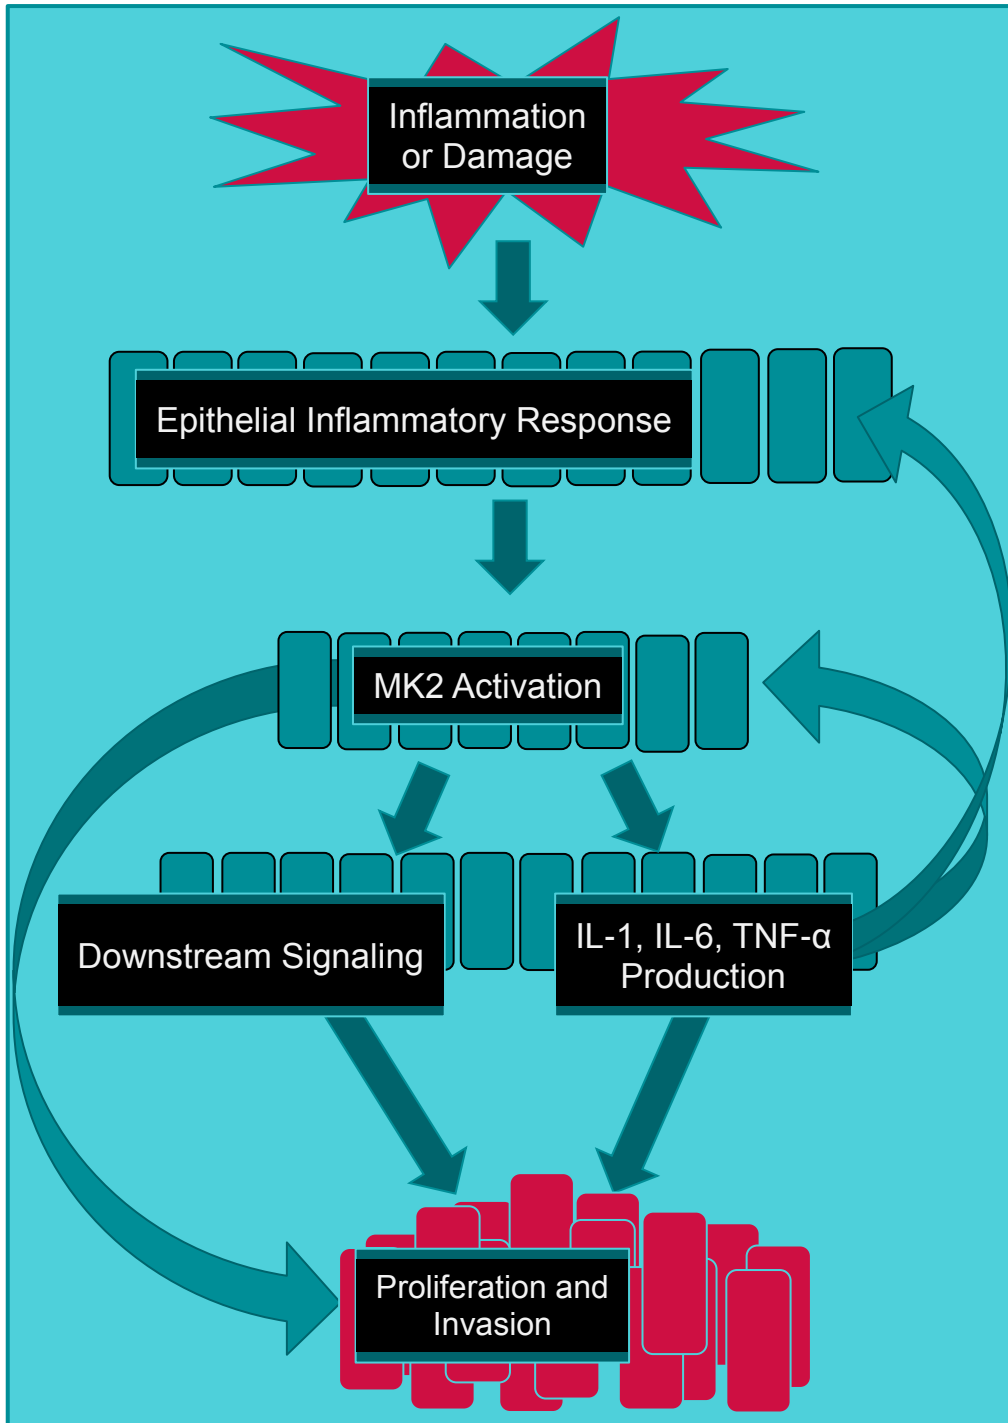 Inflammation
or Damage
Epithelial Inflammatory Response
MK2 Activation
Downstream Signaling
IL-1, IL-6, TNF-α
Production
Proliferation and
Invasion